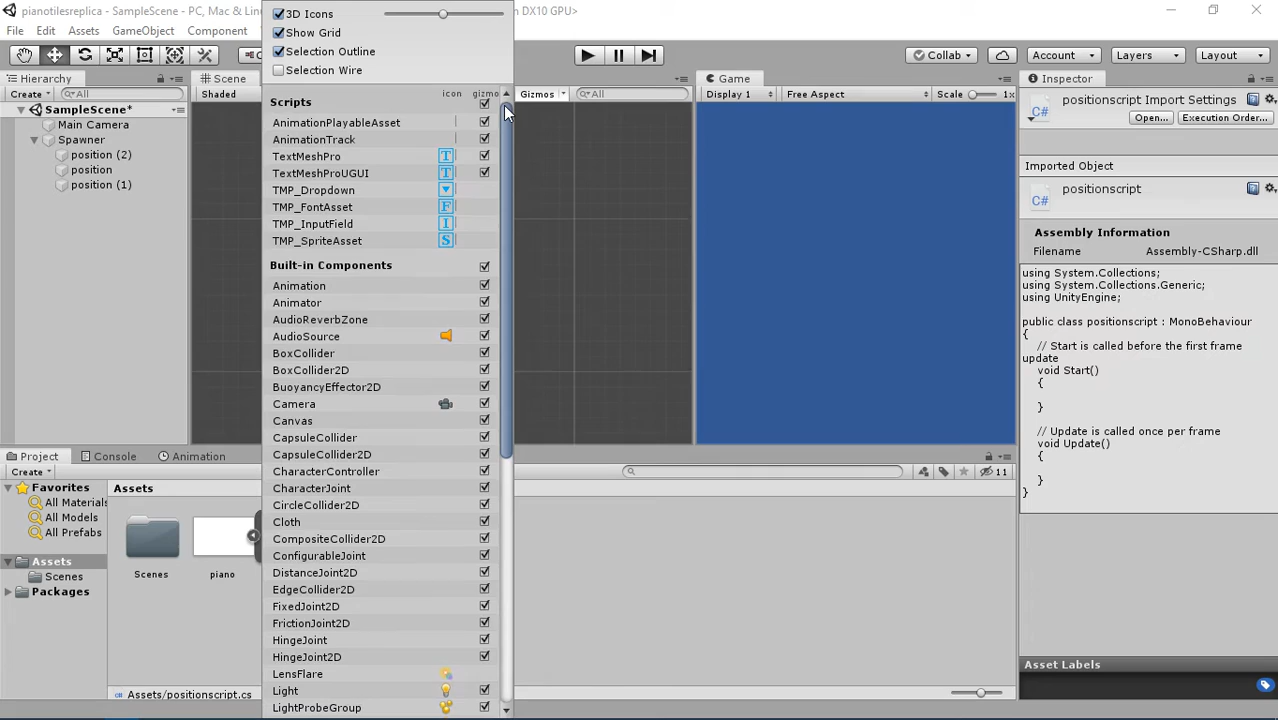 pianotilesreplica - SampleScene - PC, Mac & Linu
DX10 GPU>
File Edit Assets GameObject Component
Collab
Account
Layers
Layout
Hierarchy
Create
All
SampleScene*
Main Camera
Spawner
position (2)
position
position (1)
Scene
Shaded
3D Icons
Show Grid
Selection Outline
Selection Wire
icon gizmo
Scripts
AnimationPlayableAsset
AnimationTrack
TextMeshPro
TextMeshProUGUI
TMP_Dropdown
TMP_FontAsset
TMP_InputField
TMP_SpriteAsset
Built-in Components
Animation
Animator
AudioReverbZone
AudioSource
BoxCollider
BoxCollider2D
BuoyancyEffector2D
Camera
Canvas
CapsuleCollider
CapsuleCollider2D
CharacterController
CharacterJoint
CircleCollider2D
Cloth
CompositeCollider2D
ConfigurableJoint
DistanceJoint2D
EdgeCollider2D
FixedJoint2D
FrictionJoint2D
HingeJoint
HingeJoint2D
LensFlare
Light
LightProbeGroup
Gizmos
All
Game
Display 1
Free Aspect
Scale
1x
Inspector
positionscript Import Settings
Open...
Execution Order...
Imported Object
positionscript
Assembly Information
Filename Assembly-CSharp.dll
using System.Collections;
using System.Collections.Generic;
using UnityEngine;
public class positionscript : MonoBehaviour
{
// Start is called before the first frame
update
void Start()
{
}
// Update is called once per frame
void Update()
{
}
}
Asset Labels
Project
Console
Animation
Create
11
Favorites
All Materials
All Models
All Prefabs
Assets
Scenes
Packages
Assets
Scenes
piano
Assets/positionscript.cs